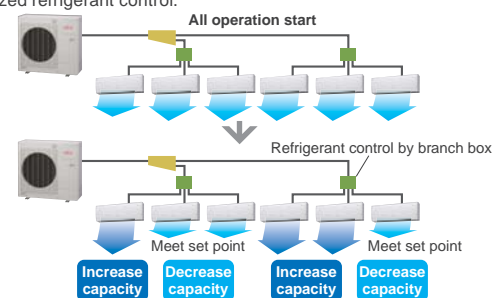 zed refrigerant control.
All operation start
Refrigerant control by branch box
Meet set point
Meet set point
Increase
capacity
Decrease
capacity
Increase
capacity
Decrease
capacity